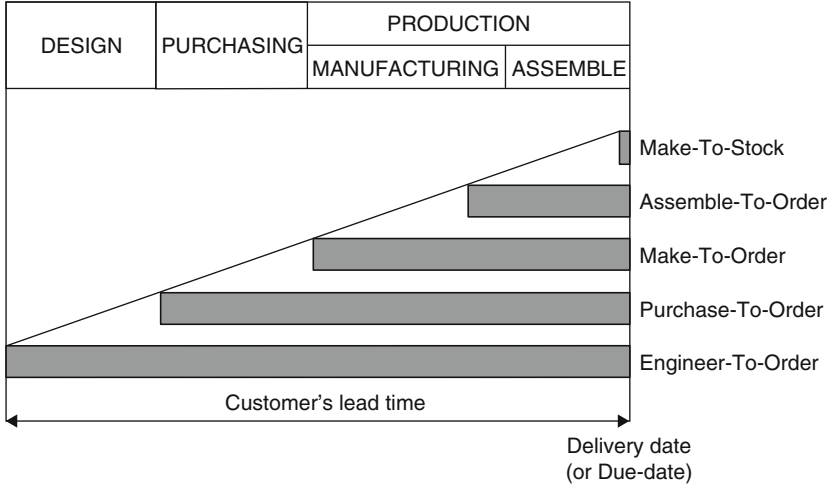 DESIGN
PURCHASING
PRODUCTION
MANUFACTURING
ASSEMBLE
Make-To-Stock
Assemble-To-Order
Make-To-Order
Purchase-To-Order
Engineer-To-Order
Customer's lead time
Delivery date
(or Due-date)